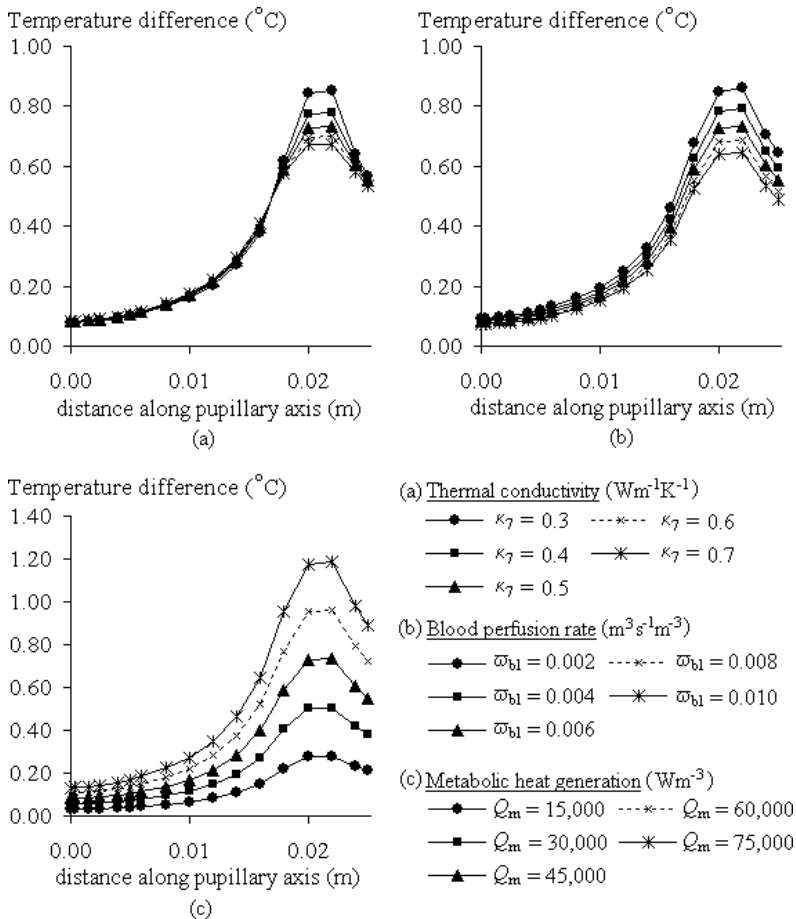 Temperature difference (°C)
1.00
0.80
0.60
0.40
0.20
0.00
0.00 0.01 0.02
distance along pupillary axis (m)
(a)
Temperature difference (°C)
1.00
0.80
0.60
0.40
0.20
0.00
0.00 0.01 0.02
distance along pupillary axis (m)
(b)
Temperature difference (°C)
1.40
1.20
1.00
0.80
0.60
0.40
0.20
0.00
0.00 0.01 0.02
distance along pupillary axis (m)
(c)
(a) Thermal conductivity (Wm⁻¹K⁻¹)
κ₇ = 0.3 κ₇ = 0.6
κ₇ = 0.4 κ₇ = 0.7
κ₇ = 0.5
(b) Blood perfusion rate (m³s⁻¹m⁻³)
ϖbl = 0.002 ϖbl = 0.008
ϖbl = 0.004 ϖbl = 0.010
ϖbl = 0.006
(c) Metabolic heat generation (Wm⁻³)
Qm = 15,000 Qm = 60,000
Qm = 30,000 Qm = 75,000
Qm = 45,000